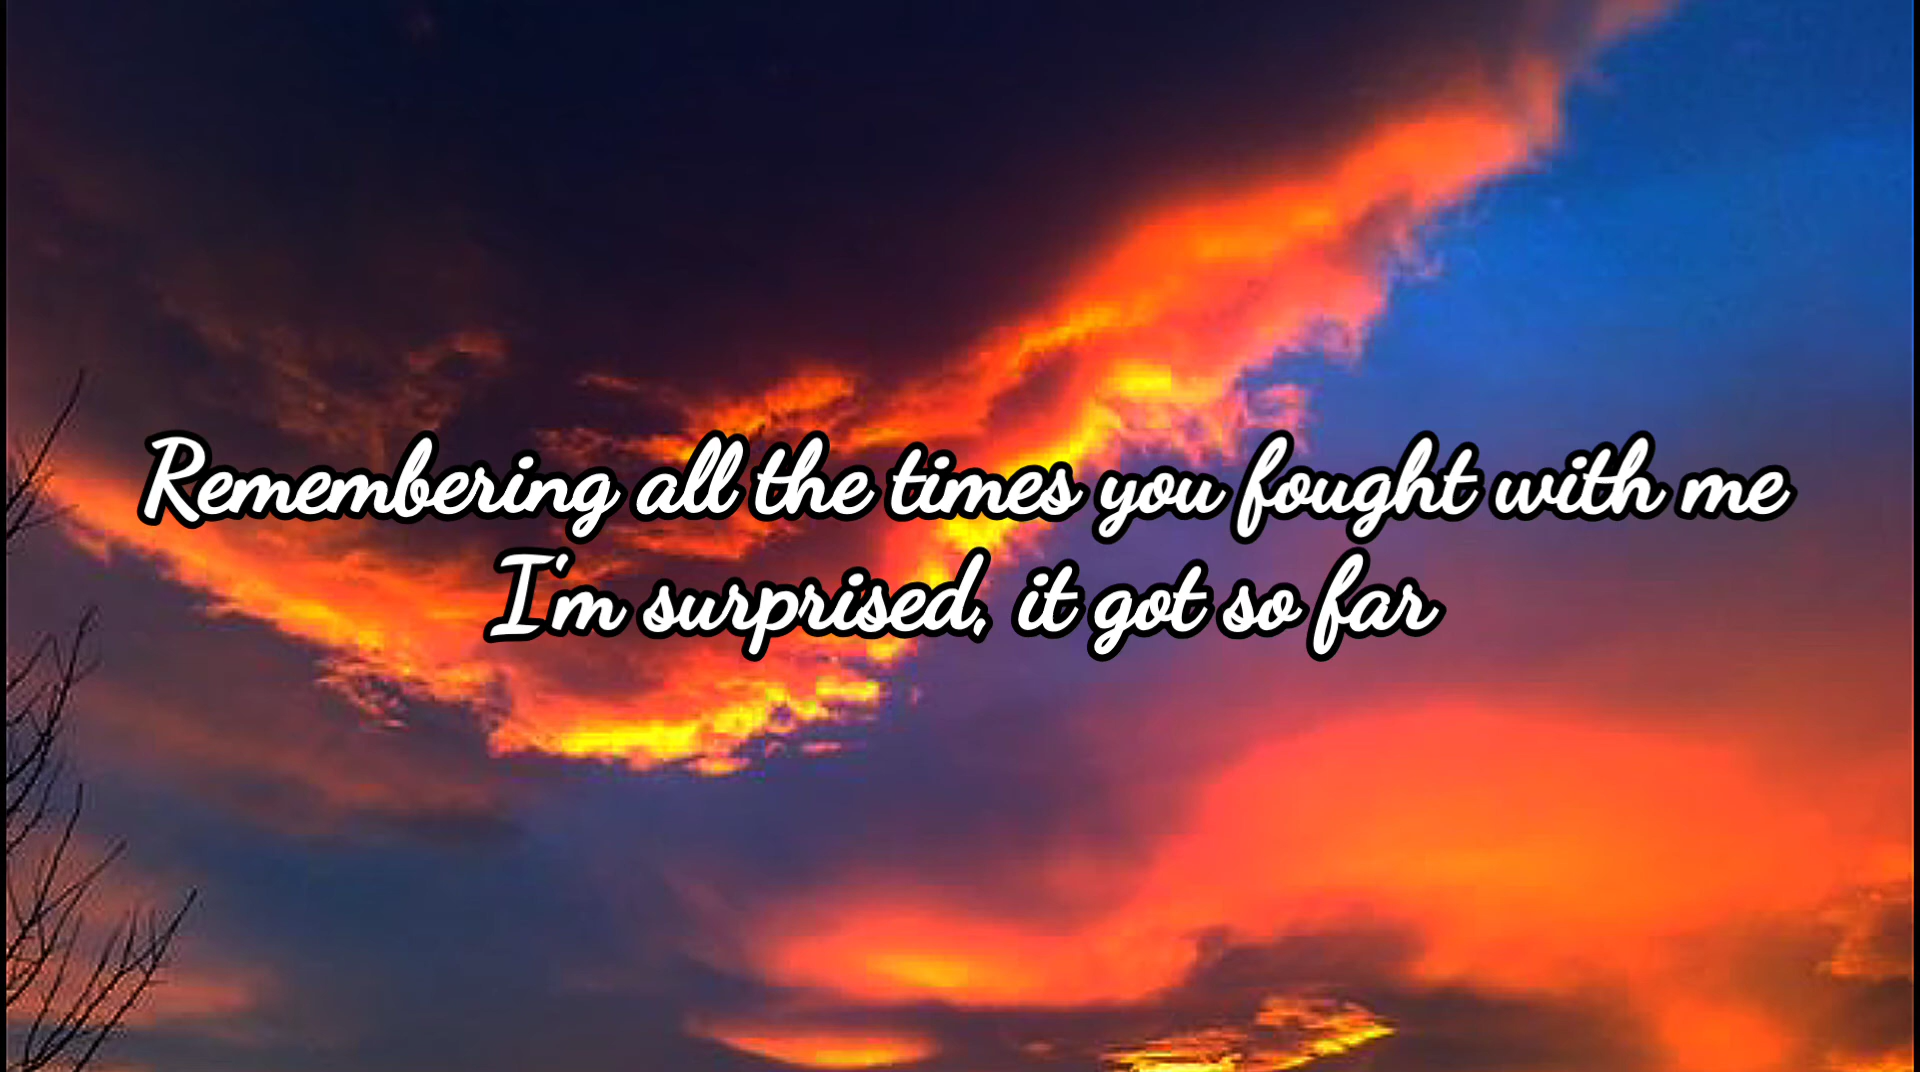 Remembering all the times you fought with me
I'm surprised, it got so far